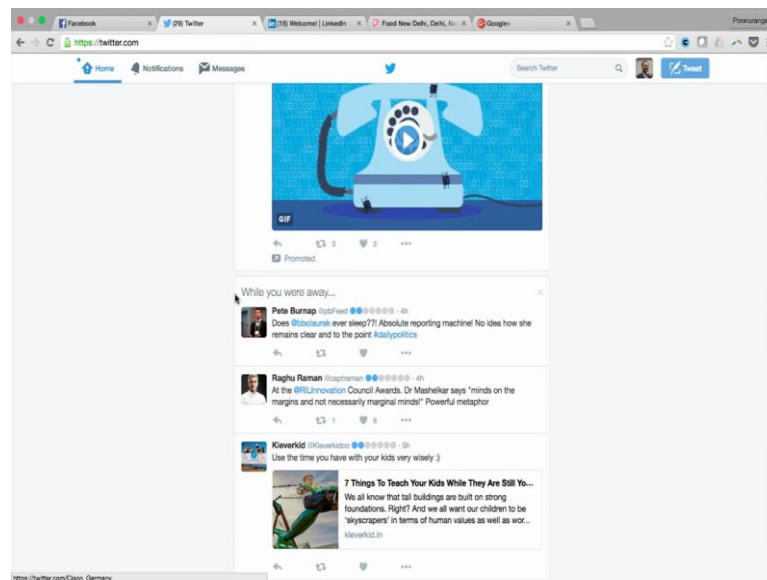 Facebook
(29) Twitter
(15) Welcome! | LinkedIn
Food New Delhi, Delhi,
Google+
Ponnuranga
https://twitter.com
Home
Notifications
Messages
Search Twitter
Tweet
GIF
3
2
Promoted
While you were away...
Pete Burnap @pbFeed - 4h
Does @bbclaurak ever sleep??! Absolute reporting machine! No idea how she
remains clear and to the point #dailypolitics
Raghu Raman @captraman - 4h
At the @RILInnovation Council Awards. Dr Mashelkar says "minds on the
margins and not necessarily marginal minds!" Powerful metaphor
1
6
Kleverkid @Kleverkidco - 5h
Use the time you have with your kids very wisely :)
7 Things To Teach Your Kids While They Are Still Yo...
We all know that tall buildings are built on strong
foundations. Right? And we all want our children to be
'skyscrapers' in terms of human values as well as wor...
kleverkid.in
https://twitter.com/Cisco_Germany